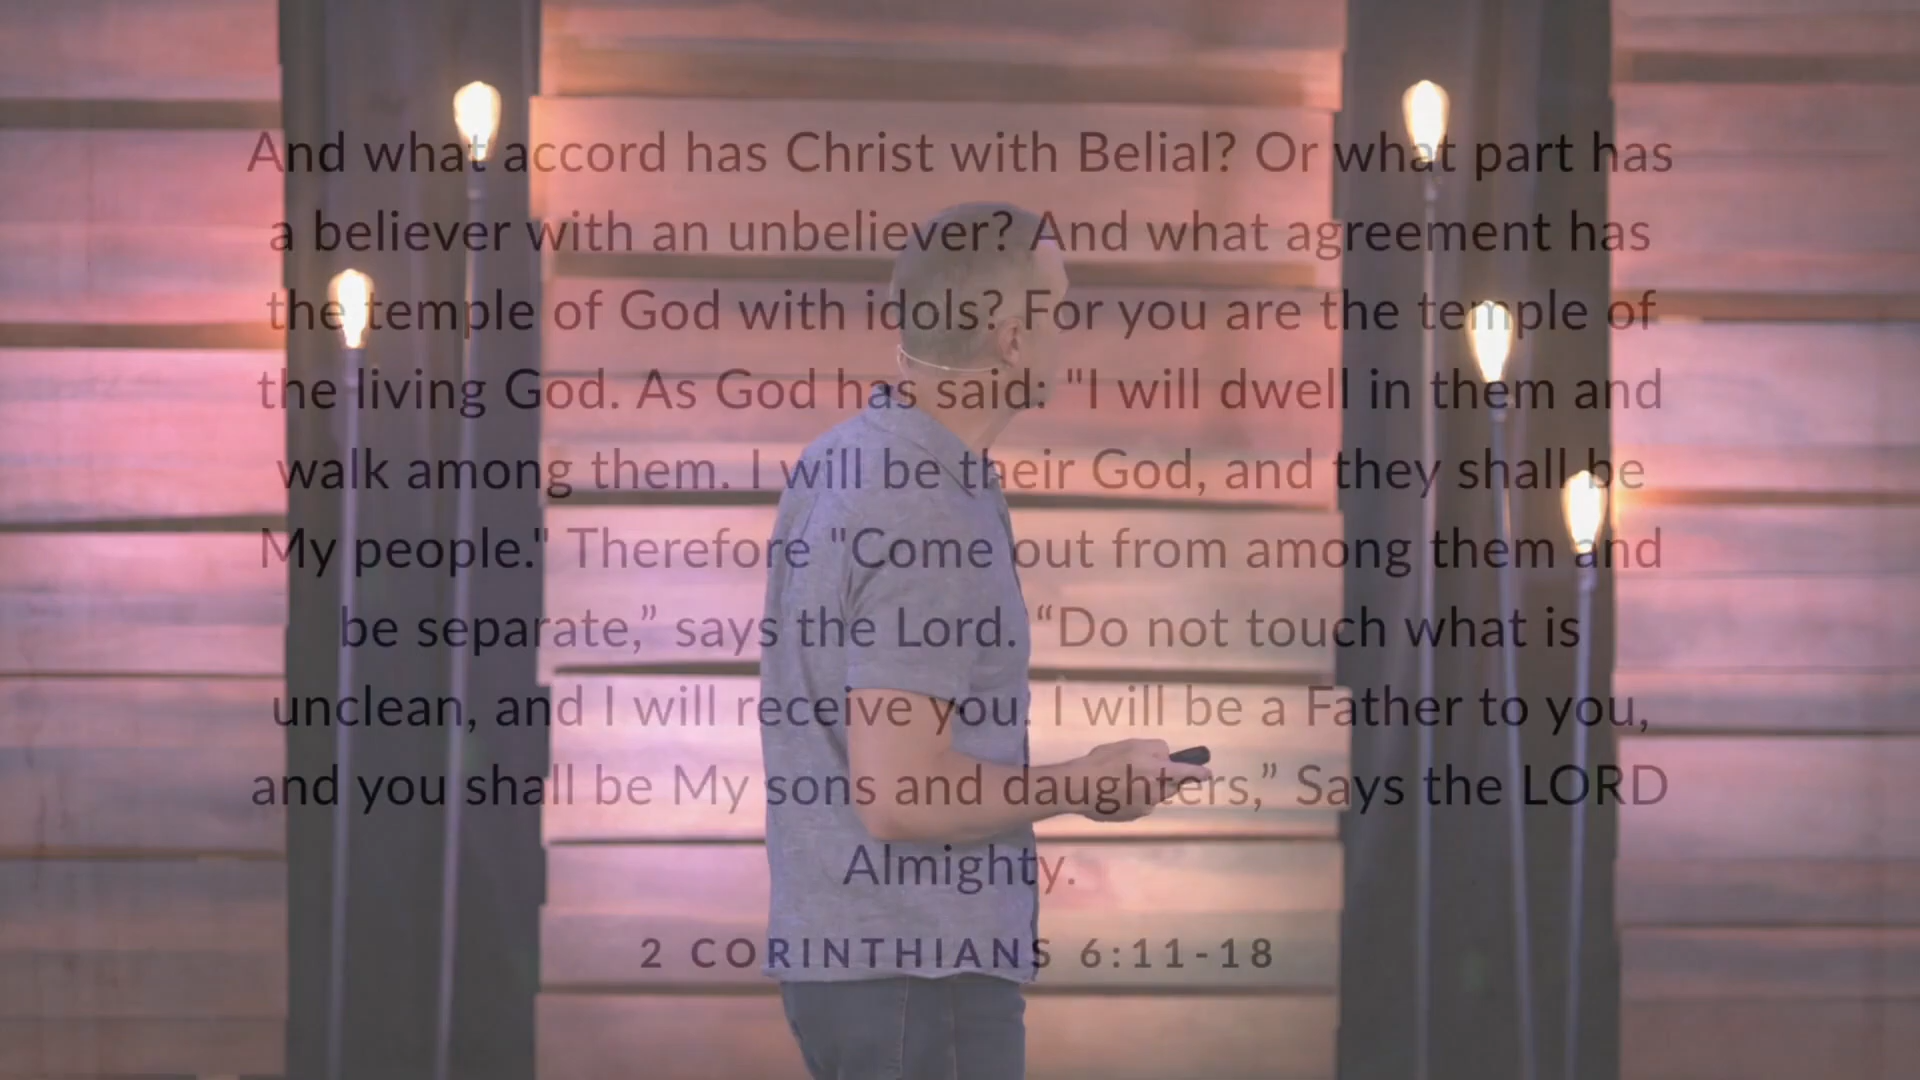 And what accord has Christ with Belial? Or what part has
a believer with an unbeliever? And what agreement has
the temple of God with idols? For you are the temple of
the living God. As God has said: "I will dwell in them and
walk among them. I will be their God, and they shall be
My people." Therefore "Come out from among them and
be separate,” says the Lord. “Do not touch what is
unclean, and I will receive you. I will be a Father to you,
and you shall be My sons and daughters,” Says the LORD
Almighty.
2 CORINTHIANS 6:11-18